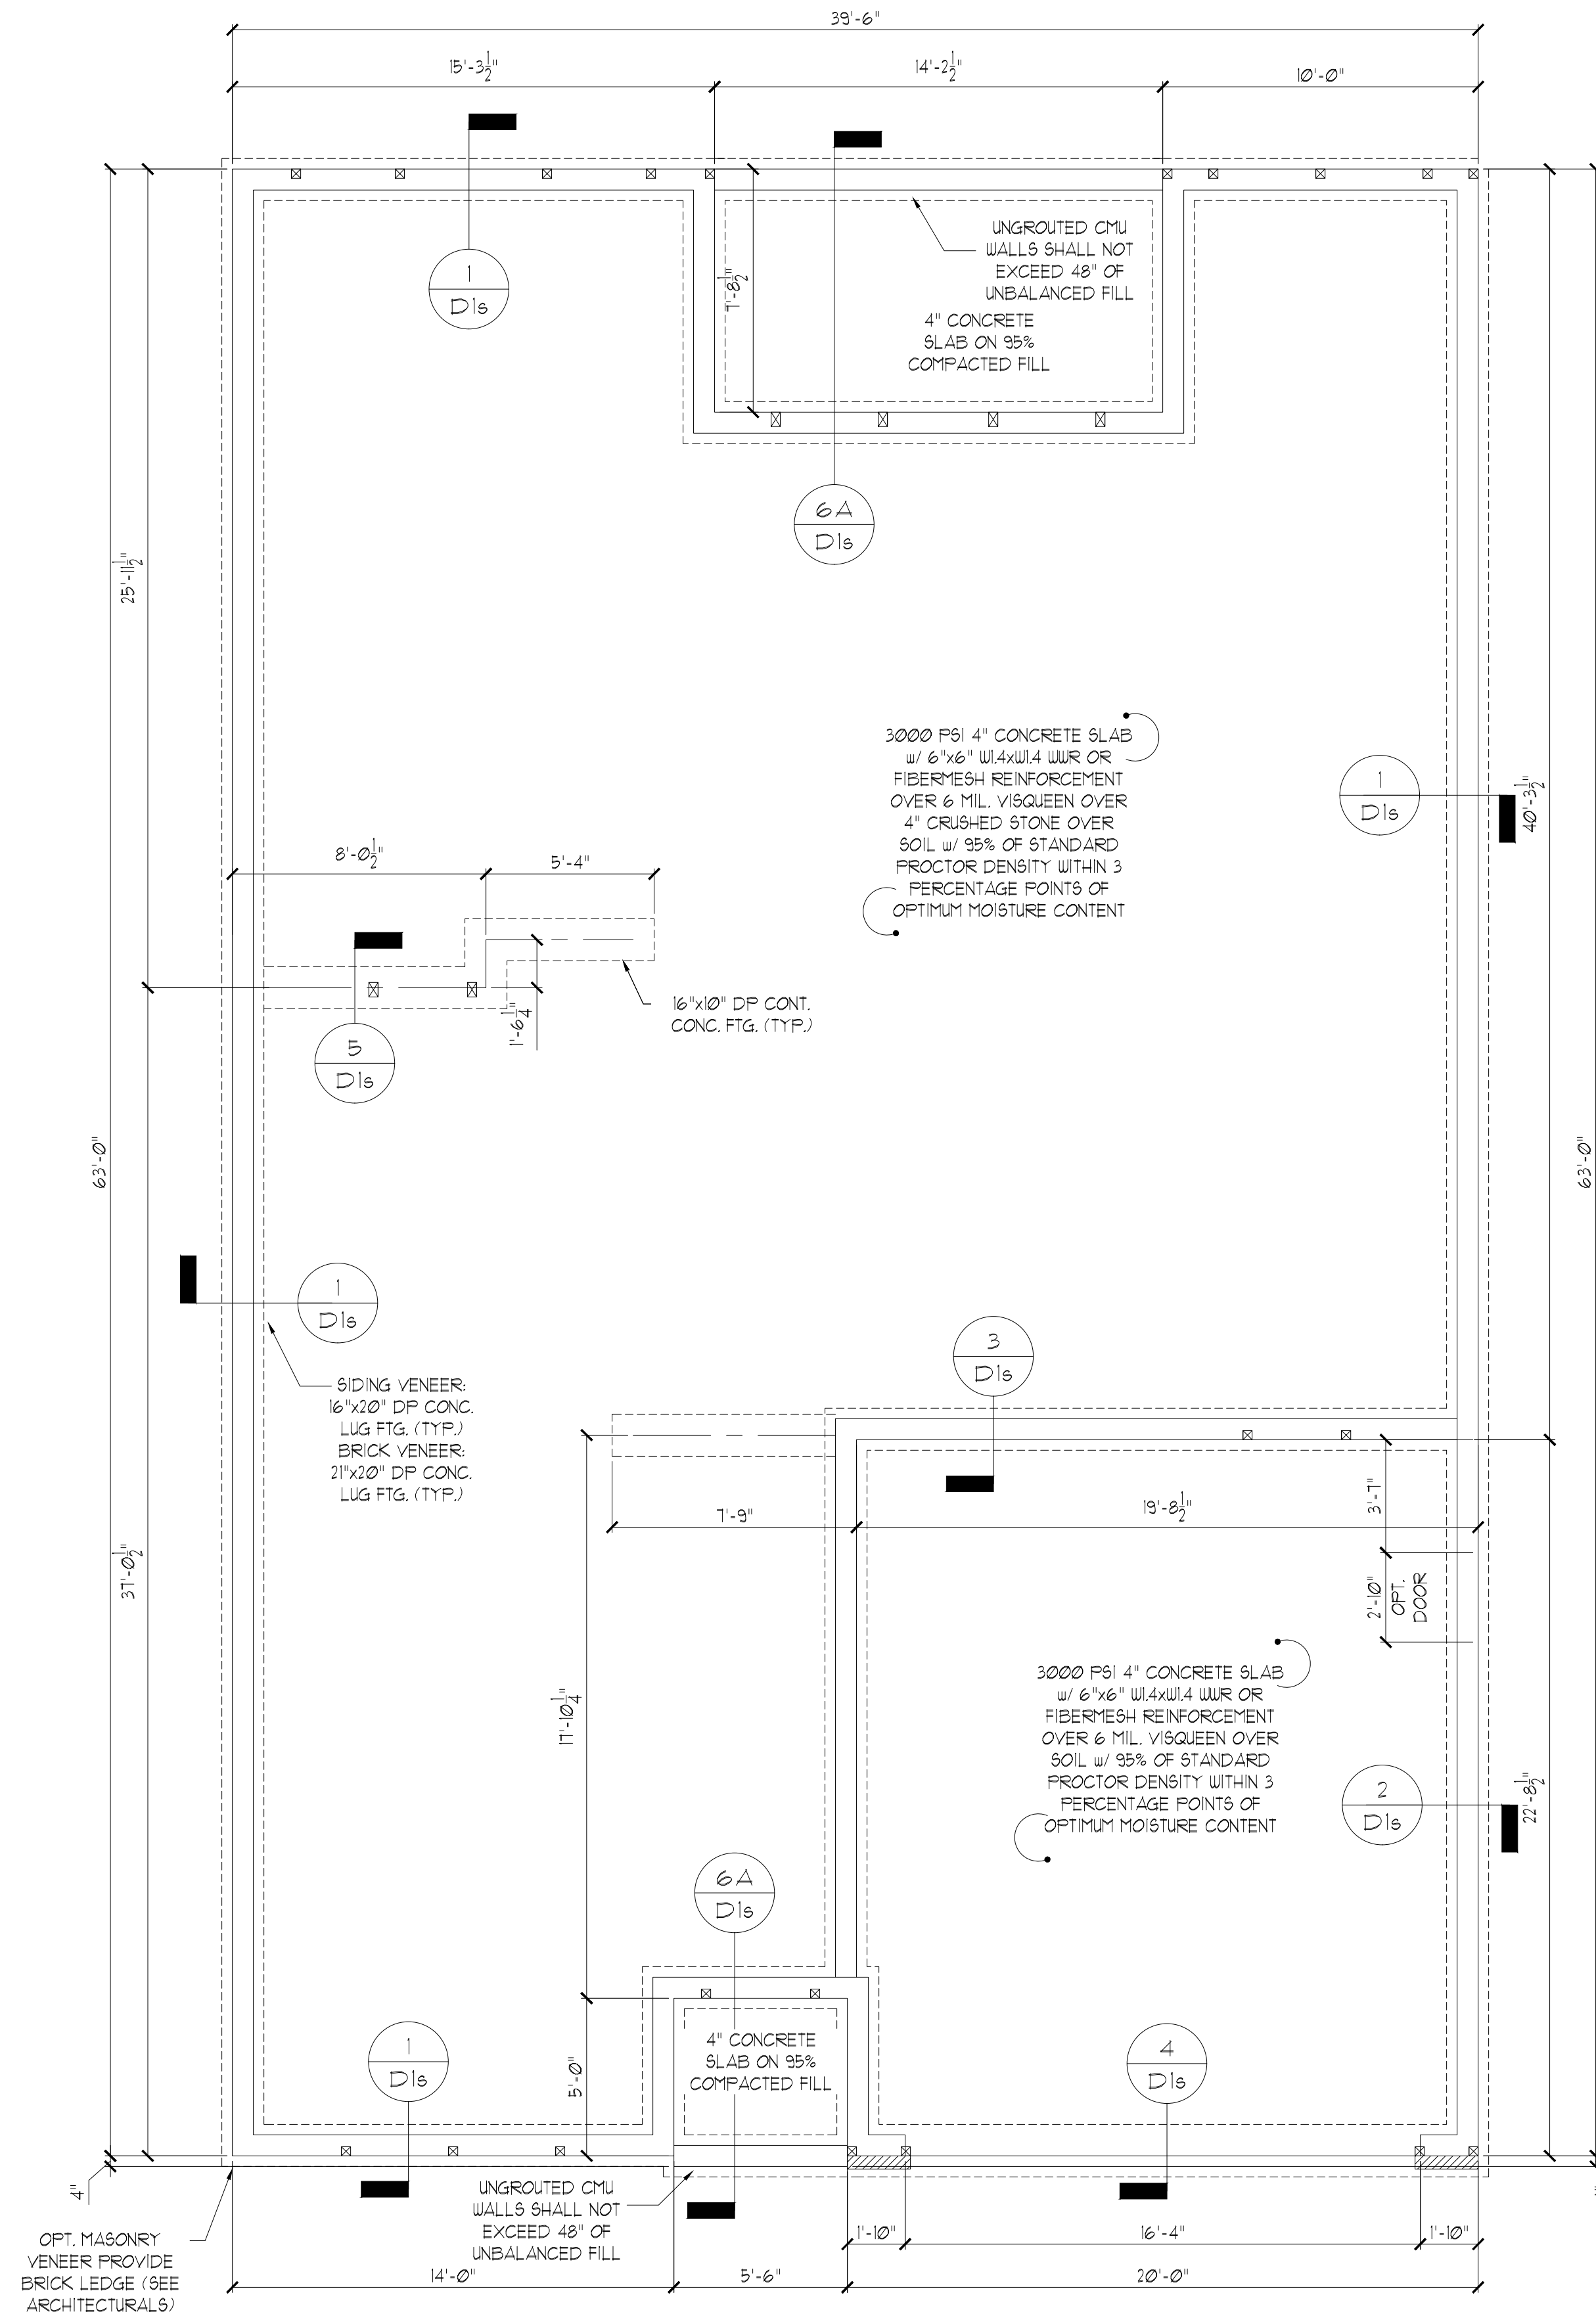 39'-6"
15'-3 1/2"
14'-2 1/2"
10'-0"
UNGROUTED CMU
WALLS SHALL NOT
EXCEED 48" OF
UNBALANCED FILL
1
D1s
7'-8 1/2"
4" CONCRETE
SLAB ON 95%
COMPACTED FILL
6A
D1s
25'-11 1/2"
3000 PSI 4" CONCRETE SLAB
w/ 6"x6" W1.4xW1.4 WWR OR
FIBERMESH REINFORCEMENT
OVER 6 MIL. VISQUEEN OVER
4" CRUSHED STONE OVER
SOIL w/ 95% OF STANDARD
PROCTOR DENSITY WITHIN 3
PERCENTAGE POINTS OF
OPTIMUM MOISTURE CONTENT
1
D1s
40'-3 1/2"
8'-0 1/2"
5'-4"
16"x10" DP CONT.
CONC. FTG. (TYP.)
1'-6 1/4"
5
D1s
63'-0"
63'-0"
1
D1s
SIDING VENEER:
16"x20" DP CONC.
LUG FTG. (TYP.)
BRICK VENEER:
21"x20" DP CONC.
LUG FTG. (TYP.)
3
D1s
7'-9"
19'-8 1/2"
3'-7"
37'-0 1/2"
2'-10"
OPT.
DOOR
17'-10 1/4"
3000 PSI 4" CONCRETE SLAB
w/ 6"x6" W1.4xW1.4 WWR OR
FIBERMESH REINFORCEMENT
OVER 6 MIL. VISQUEEN OVER
SOIL w/ 95% OF STANDARD
PROCTOR DENSITY WITHIN 3
PERCENTAGE POINTS OF
OPTIMUM MOISTURE CONTENT
2
D1s
22'-8 1/2"
6A
D1s
1
D1s
5'-0"
4" CONCRETE
SLAB ON 95%
COMPACTED FILL
4
D1s
4"
UNGROUTED CMU
WALLS SHALL NOT
EXCEED 48" OF
UNBALANCED FILL
OPT. MASONRY
VENEER PROVIDE
BRICK LEDGE (SEE
ARCHITECTURALS)
1'-10"
16'-4"
1'-10"
14'-0"
5'-6"
20'-0"